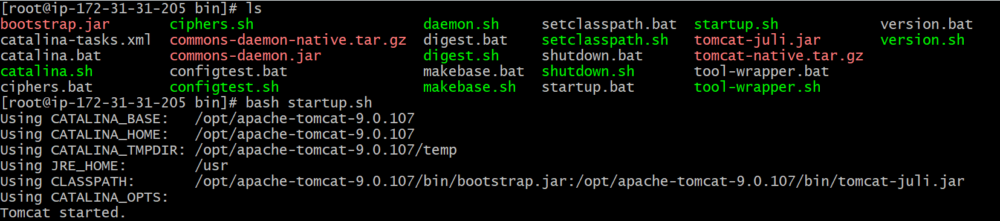 [root@ip-172-31-31-205 bin]# ls
bootstrap.jar       ciphers.sh                    daemon.sh     setclasspath.bat  startup.sh            version.bat
catalina-tasks.xml  commons-daemon-native.tar.gz  digest.bat    setclasspath.sh   tomcat-juli.jar       version.sh
catalina.bat        commons-daemon.jar            digest.sh     shutdown.bat      tomcat-native.tar.gz
catalina.sh         configtest.bat                makebase.bat  shutdown.sh       tool-wrapper.bat
ciphers.bat         configtest.sh                 makebase.sh   startup.bat       tool-wrapper.sh
[root@ip-172-31-31-205 bin]# bash startup.sh
Using CATALINA_BASE:   /opt/apache-tomcat-9.0.107
Using CATALINA_HOME:   /opt/apache-tomcat-9.0.107
Using CATALINA_TMPDIR: /opt/apache-tomcat-9.0.107/temp
Using JRE_HOME:        /usr
Using CLASSPATH:       /opt/apache-tomcat-9.0.107/bin/bootstrap.jar:/opt/apache-tomcat-9.0.107/bin/tomcat-juli.jar
Using CATALINA_OPTS:
Tomcat started.